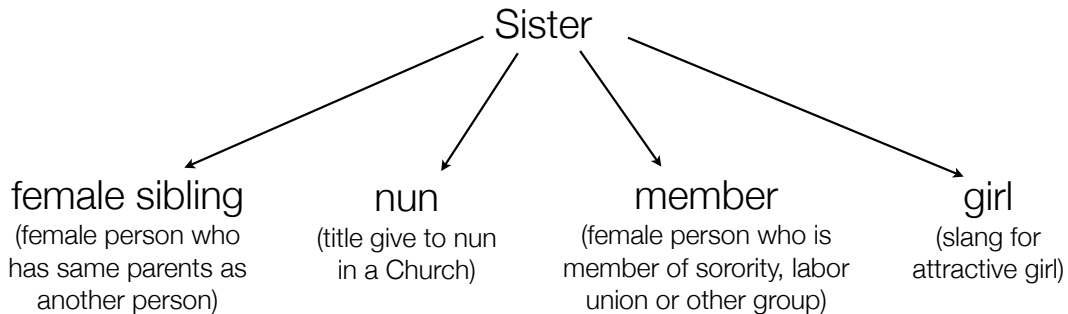 Sister
female sibling
(female person who
has same parents as
another person)
nun
(title give to nun
in a Church)
member
(female person who is
member of sorority, labor
union or other group)
girl
(slang for
attractive girl)